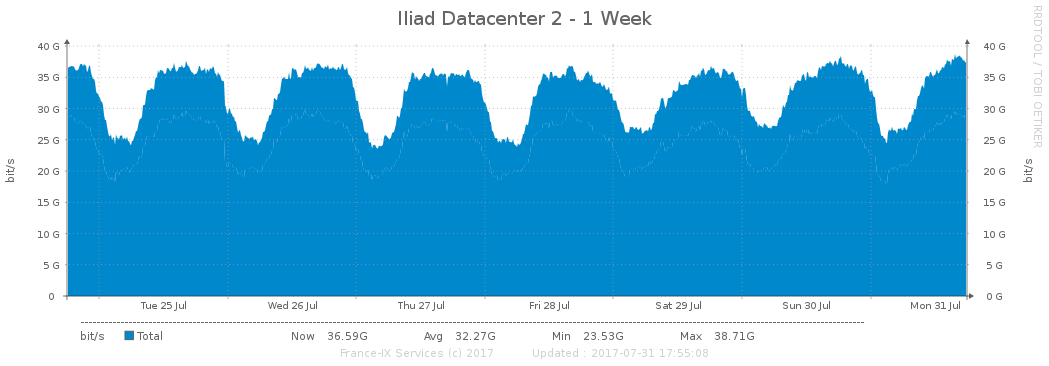 Iliad Datacenter 2 - 1 Week
RRDTOOL / TOBI OETIKER
40 G 40 G
35 G 35 G
30 G 30 G
25 G 25 G
20 G 20 G
15 G 15 G
10 G 10 G
5 G 5 G
0 0 G
bit/s
bit/s
Tue 25 Jul Wed 26 Jul Thu 27 Jul Fri 28 Jul Sat 29 Jul Sun 30 Jul Mon 31 Jul
bit/s Total Now 36.59G Avg 32.27G Min 23.53G Max 38.71G
France-IX Services (c) 2017 Updated : 2017-07-31 17:55:08